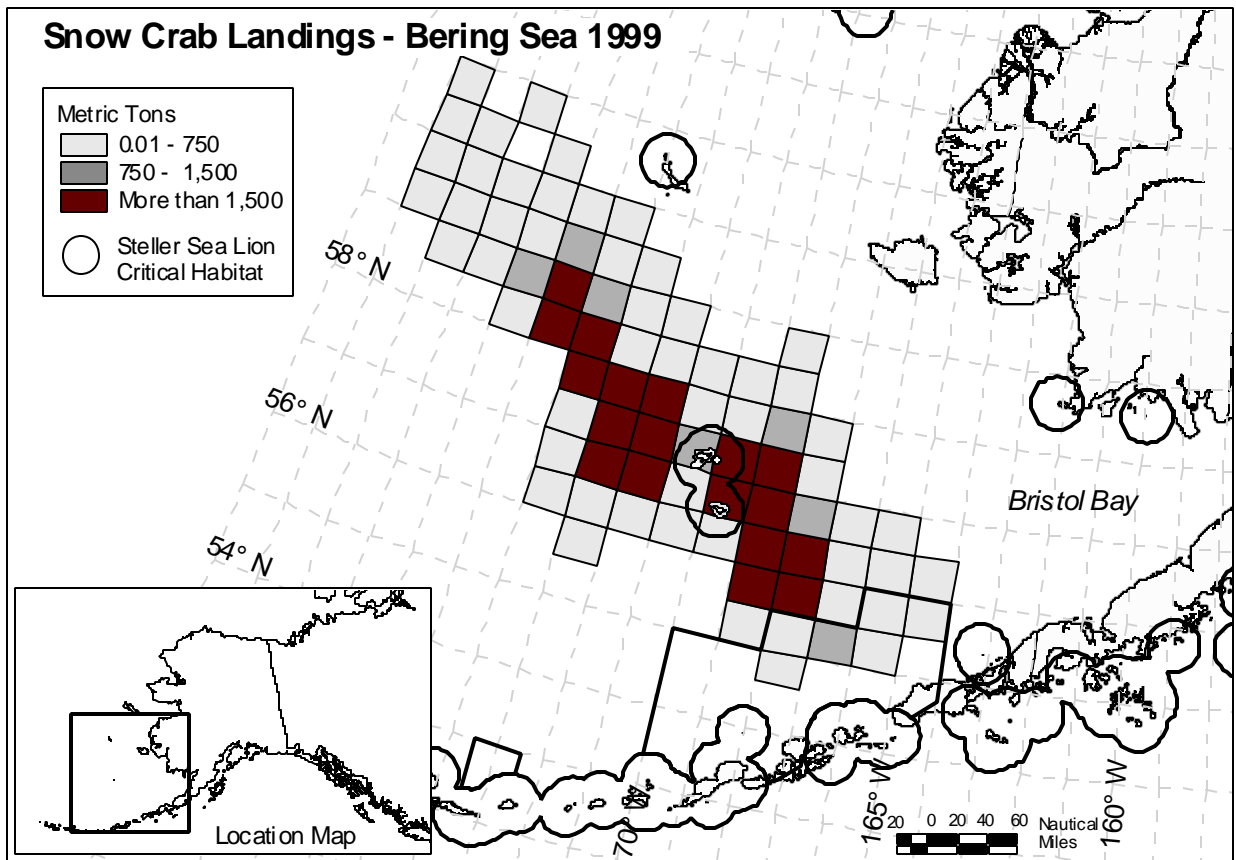 Snow Crab Landings - Bering Sea 1999
Metric Tons
0.01 - 750
750 - 1,500
More than 1,500
Steller Sea Lion
Critical Habitat
58° N
56° N
54° N
Bristol Bay
Location Map
70°
165° W
160° W
20 0 20 40 60 Nautical
Miles